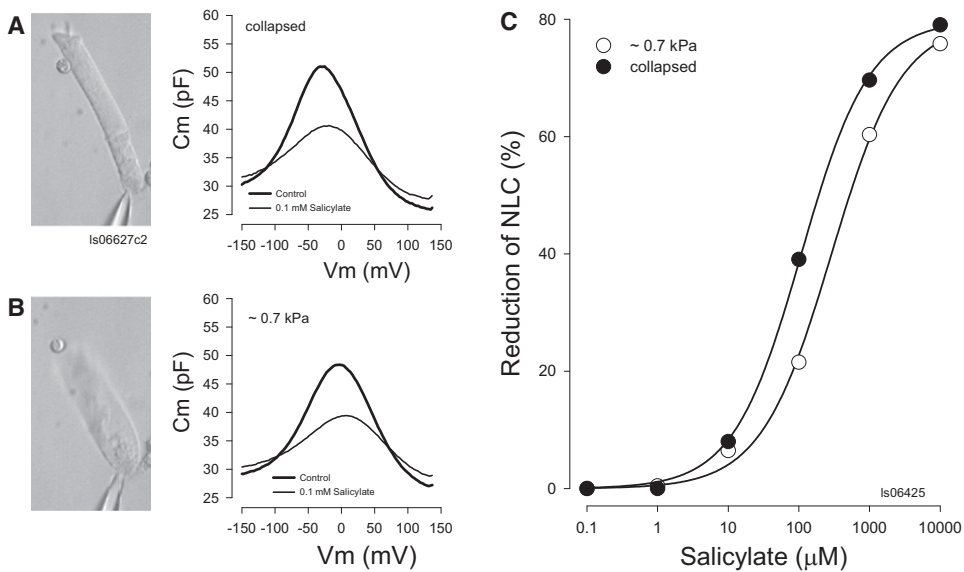 A
ls06627c2
Cm (pF)
60
55
50
45
40
35
30
25
collapsed
Control
0.1 mM Salicylate
-150 -100 -50 0 50 100 150
Vm (mV)
B
Cm (pF)
60
55
50
45
40
35
30
25
~ 0.7 kPa
Control
0.1 mM Salicylate
-150 -100 -50 0 50 100 150
Vm (mV)
C
Reduction of NLC (%)
80
60
40
20
0
~ 0.7 kPa
collapsed
ls06425
0.1 1 10 100 1000 10000
Salicylate (μM)